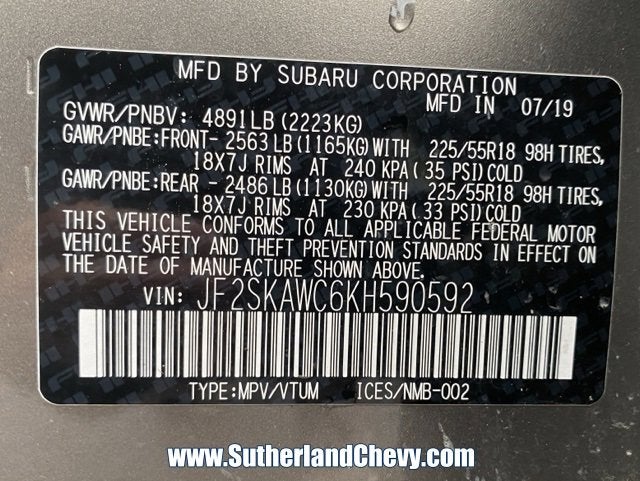 MFD BY SUBARU CORPORATION
MFD IN 07/19
GVWR/PNBV: 4891LB(2223KG)
GAWR/PNBE:FRONT- 2563LB(1165KG)WITH 225/55R18 98H TIRES,
18X7J RIMS AT 240 KPA(35 PSI)COLD
GAWR/PNBE:REAR - 2486LB(1130KG)WITH 225/55R18 98H TIRES,
18X7J RIMS AT 230 KPA(33 PSI)COLD
THIS VEHICLE CONFORMS TO ALL APPLICABLE FEDERAL MOTOR
VEHICLE SAFETY AND THEFT PREVENTION STANDARDS IN EFFECT ON
THE DATE OF MANUFACTURE SHOWN ABOVE.
VIN: JF2SKAWC6KH590592
TYPE:MPV/VTUM ICES/NMB-002
www.SutherlandChevy.com